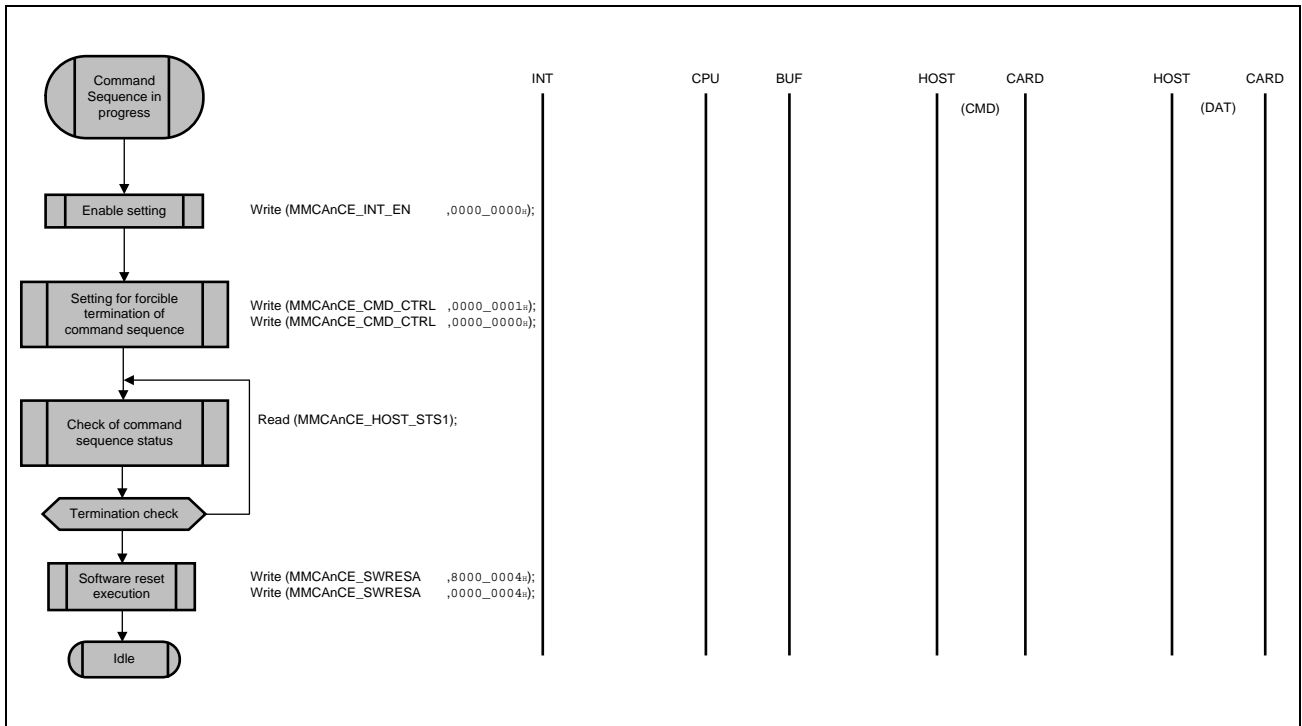 Command
Sequence in
progress
INT
CPU
BUF
HOST
CARD
HOST
CARD
(CMD)
(DAT)
Enable setting
Write (MMCAnCE_INT_EN ,0000_0000H);
Setting for forcible
termination of
command sequence
Write (MMCAnCE_CMD_CTRL ,0000_0001H);
Write (MMCAnCE_CMD_CTRL ,0000_0000H);
Check of command
sequence status
Read (MMCAnCE_HOST_STS1);
Termination check
Software reset
execution
Write (MMCAnCE_SWRESA ,8000_0004H);
Write (MMCAnCE_SWRESA ,0000_0004H);
Idle